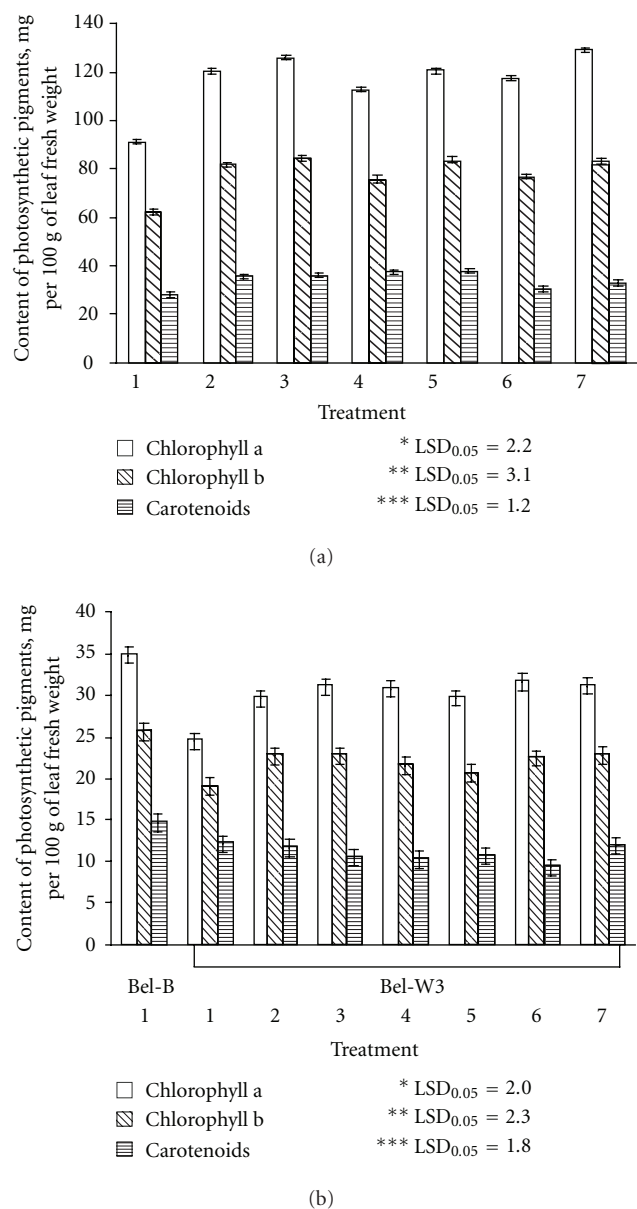 Content of photosynthetic pigments, mg
per 100 g of leaf fresh weight
140
120
100
80
60
40
20
0
1 2 3 4 5 6 7
Treatment
Chlorophyll a
Chlorophyll b
Carotenoids
* LSD0.05 = 2.2
** LSD0.05 = 3.1
*** LSD0.05 = 1.2
(a)
Content of photosynthetic pigments, mg
per 100 g of leaf fresh weight
40
35
30
25
20
15
10
5
0
Bel-B Bel-W3
1 1 2 3 4 5 6 7
Treatment
Chlorophyll a
Chlorophyll b
Carotenoids
* LSD0.05 = 2.0
** LSD0.05 = 2.3
*** LSD0.05 = 1.8
(b)